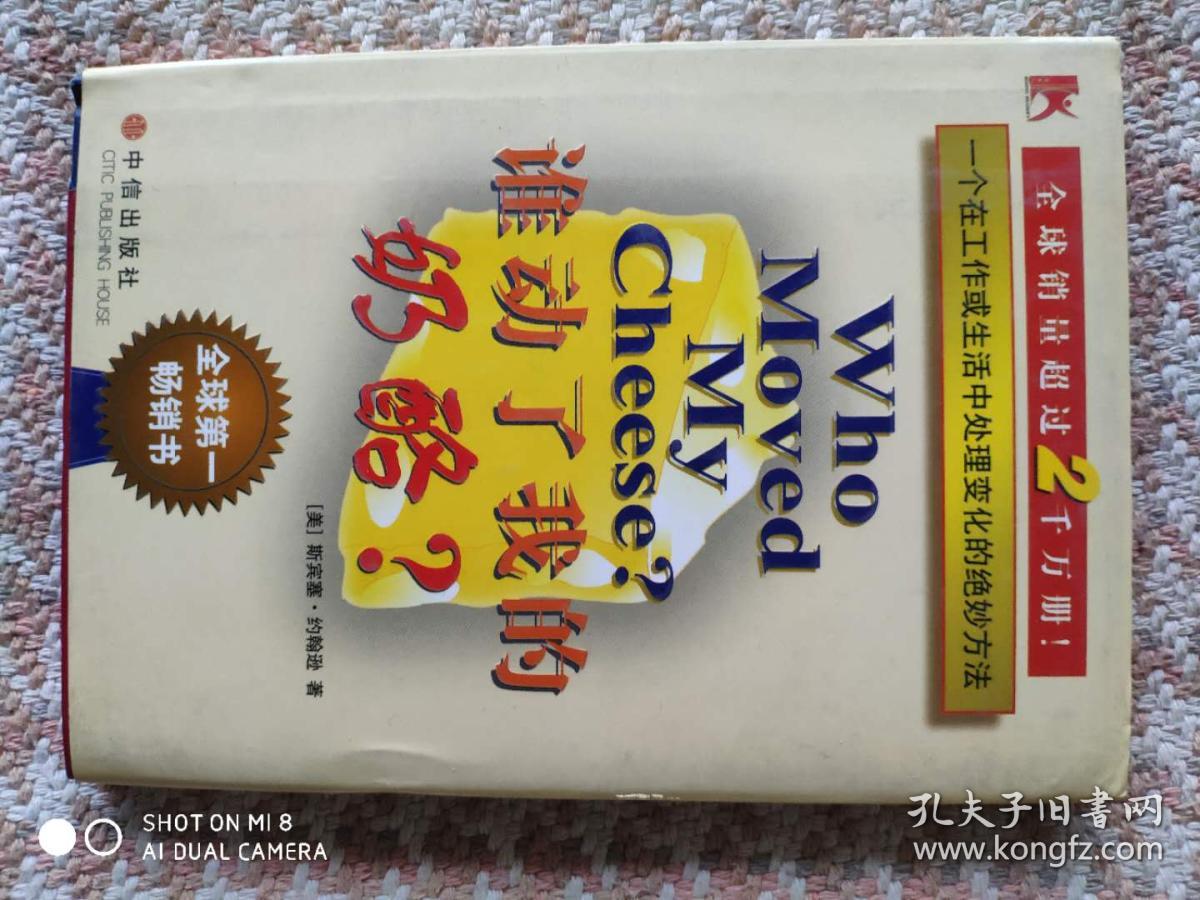 全球销量超过2千万册！
一个在工作或生活中处理变化的绝妙方法
Who
Moved
My
Cheese?
谁动了我的
奶酪？
[美] 斯宾塞·约翰逊 著
全球第一
畅销书
中信出版社
CITIC PUBLISHING HOUSE
SHOT ON MI 8
AI DUAL CAMERA
孔夫子旧书网
www.kongfz.com